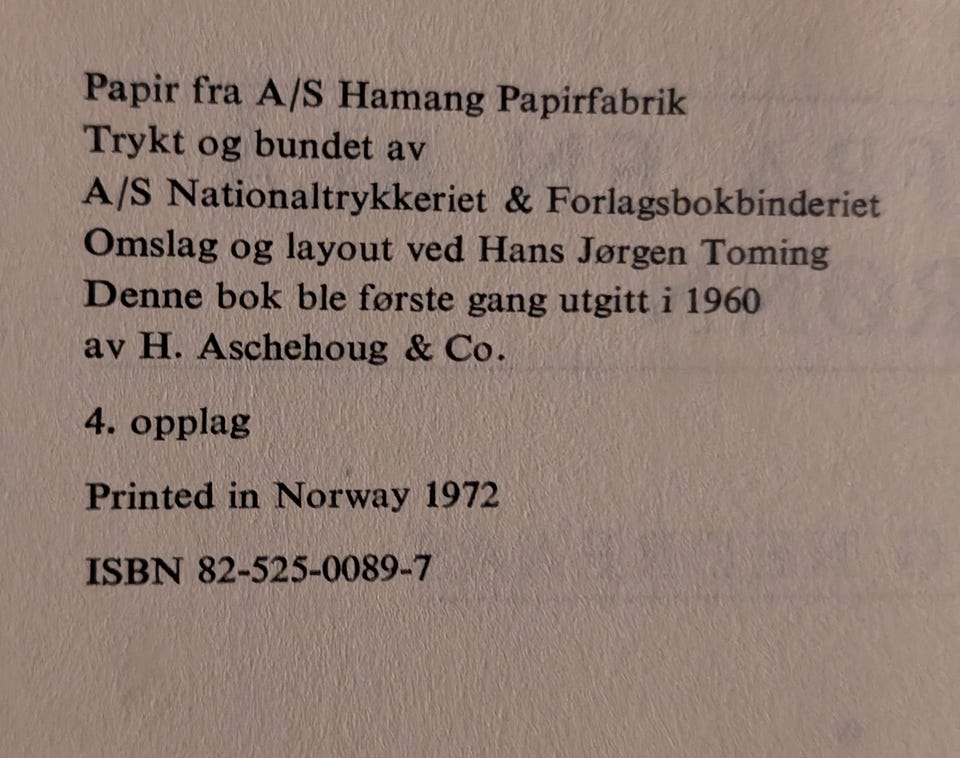 Papir fra A/S Hamang Papirfabrik
Trykt og bundet av
A/S Nationaltrykkeriet & Forlagsbokbinderiet
Omslag og layout ved Hans Jørgen Toming
Denne bok ble første gang utgitt i 1960
av H. Aschehoug & Co.
4. opplag
Printed in Norway 1972
ISBN 82-525-0089-7